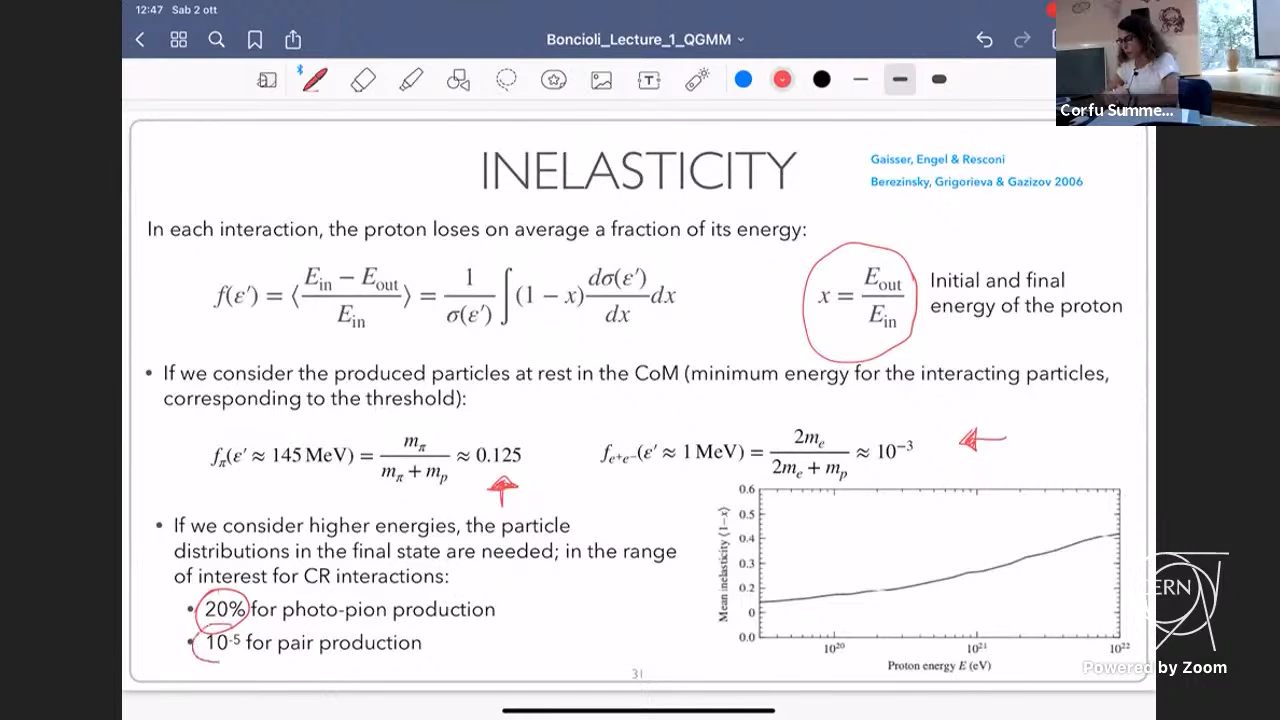 12:47 Sab 2 ott
Boncioli_Lecture_1_QGMM
Corfu Summe...
INELASTICITY
Gaisser, Engel & Resconi
Berezinsky, Grigorieva & Gazizov 2006
In each interaction, the proton loses on average a fraction of its energy:
f(ε′) = ⟨(E_in − E_out)/E_in⟩ = 1/σ(ε′) ∫(1 − x) dσ(ε′)/dx dx
x = E_out/E_in
Initial and final
energy of the proton
• If we consider the produced particles at rest in the CoM (minimum energy for the interacting particles,
corresponding to the threshold):
f_π(ε′ ≈ 145 MeV) = m_π/(m_π + m_p) ≈ 0.125
f_e⁺e⁻(ε′ ≈ 1 MeV) = 2m_e/(2m_e + m_p) ≈ 10⁻³
• If we consider higher energies, the particle
distributions in the final state are needed; in the range
of interest for CR interactions:
• 20% for photo-pion production
• 10⁻⁵ for pair production
Mean inelasticity ⟨1−x⟩
0.6
0.5
0.4
0.3
0.2
0
0.0
10²⁰ 10²¹ 10²²
Proton energy E (eV)
31
ERN
Powered by Zoom